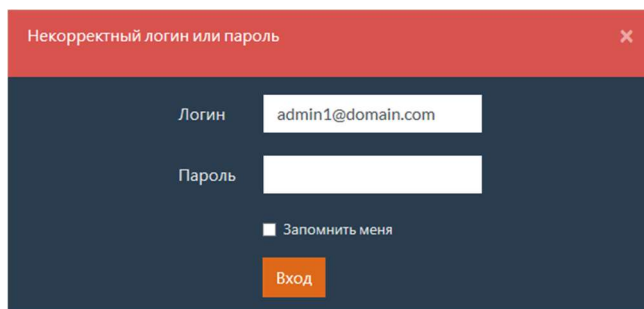 Некорректный логин или пароль ×
Логин admin1@domain.com
Пароль
Запомнить меня
Вход